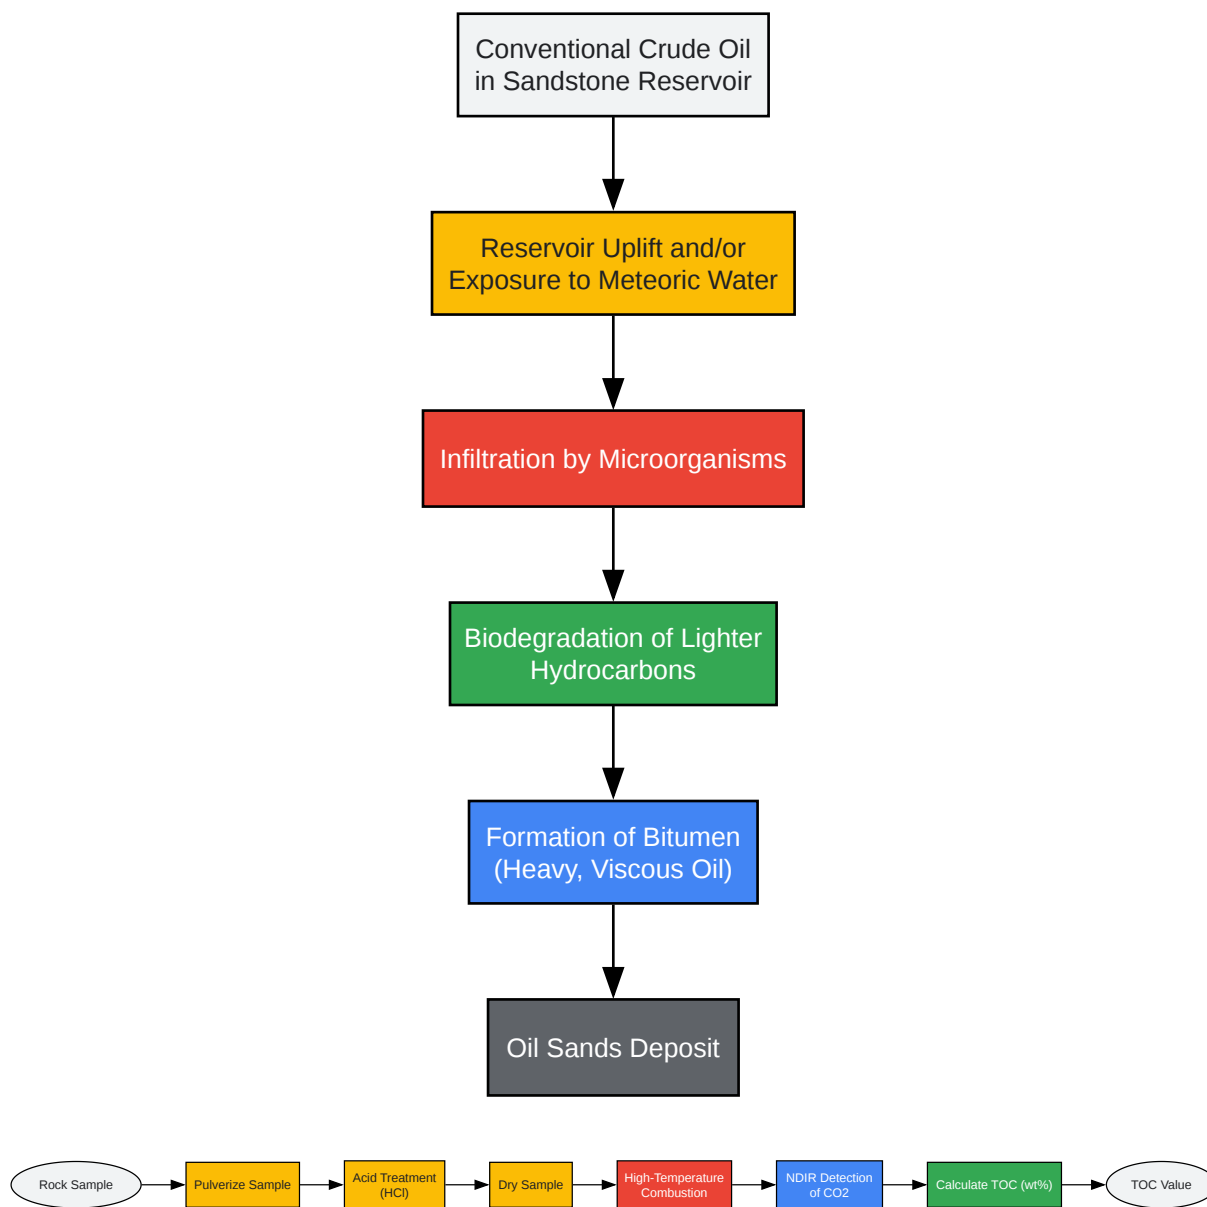 Conventional Crude Oil
in Sandstone Reservoir
Reservoir Uplift and/or
Exposure to Meteoric Water
Infiltration by Microorganisms
Biodegradation of Lighter
Hydrocarbons
Formation of Bitumen
(Heavy, Viscous Oil)
Oil Sands Deposit
Rock Sample
Pulverize Sample
Acid Treatment
(HCl)
Dry Sample
High-Temperature
Combustion
NDIR Detection
of CO2
Calculate TOC (wt%)
TOC Value